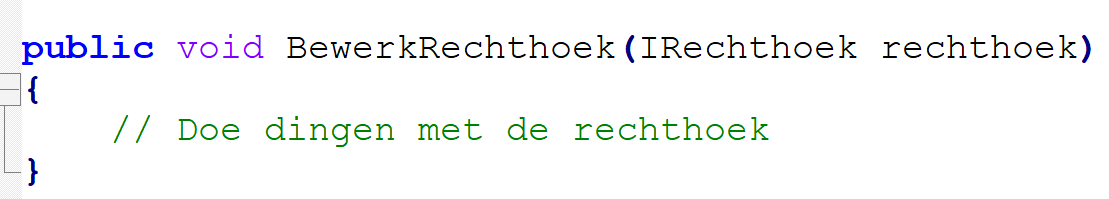 public void BewerkRechthoek(IRechthoek rechthoek)
{
// Doe dingen met de rechthoek
}